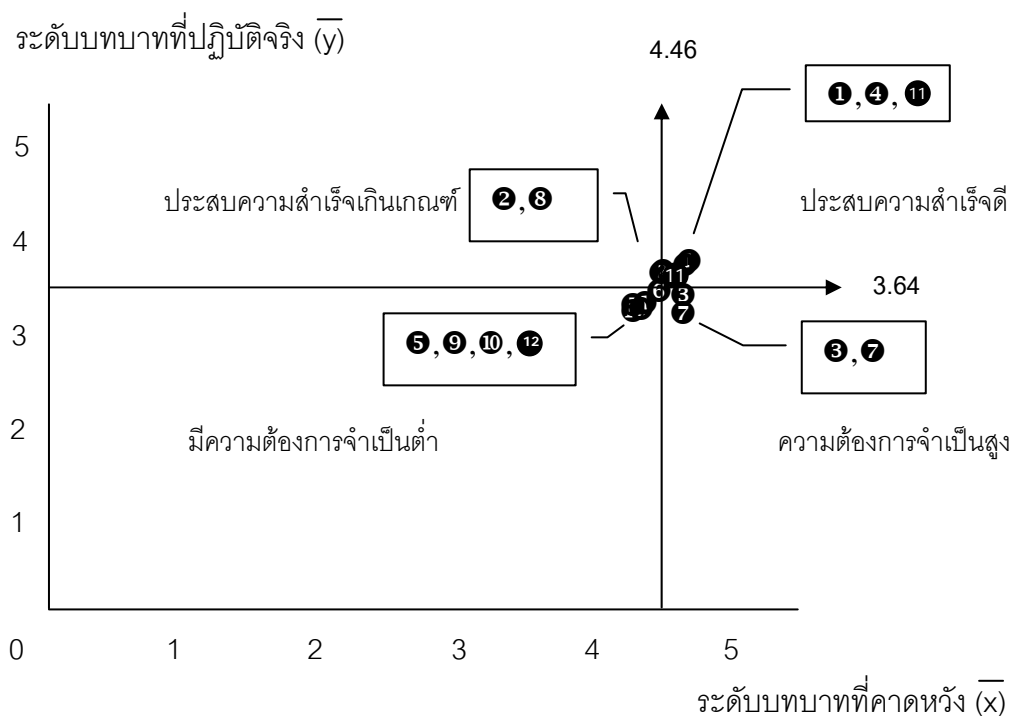 ระดับบทบาทที่ปฏิบัติจริง (y)
4.46
❶,❹,⓫
5
ประสบความสำเร็จเกินเกณฑ์
❷,❽
ประสบความสำเร็จดี
4
11
6
3
7
3.64
3
❺,❾,❿,⓬
❸,❼
2
มีความต้องการจำเป็นต่ำ
ความต้องการจำเป็นสูง
1
0 1 2 3 4 5
ระดับบทบาทที่คาดหวัง (x)